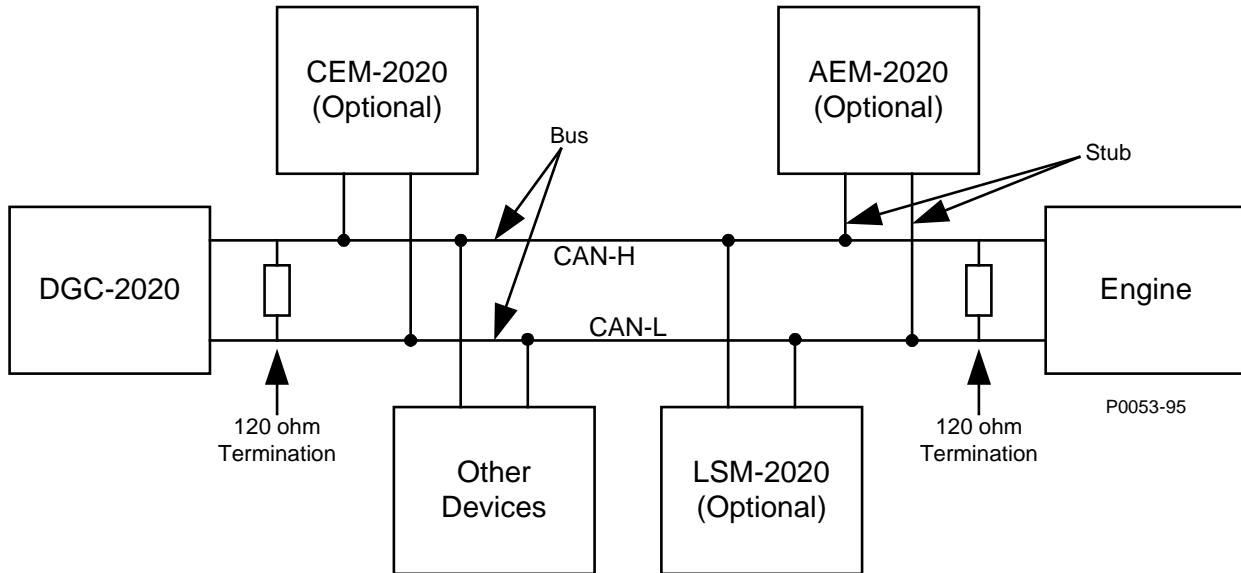 CEM-2020
(Optional)
AEM-2020
(Optional)
Bus
Stub
DGC-2020
CAN-H
Engine
CAN-L
P0053-95
120 ohm
Termination
120 ohm
Termination
Other
Devices
LSM-2020
(Optional)